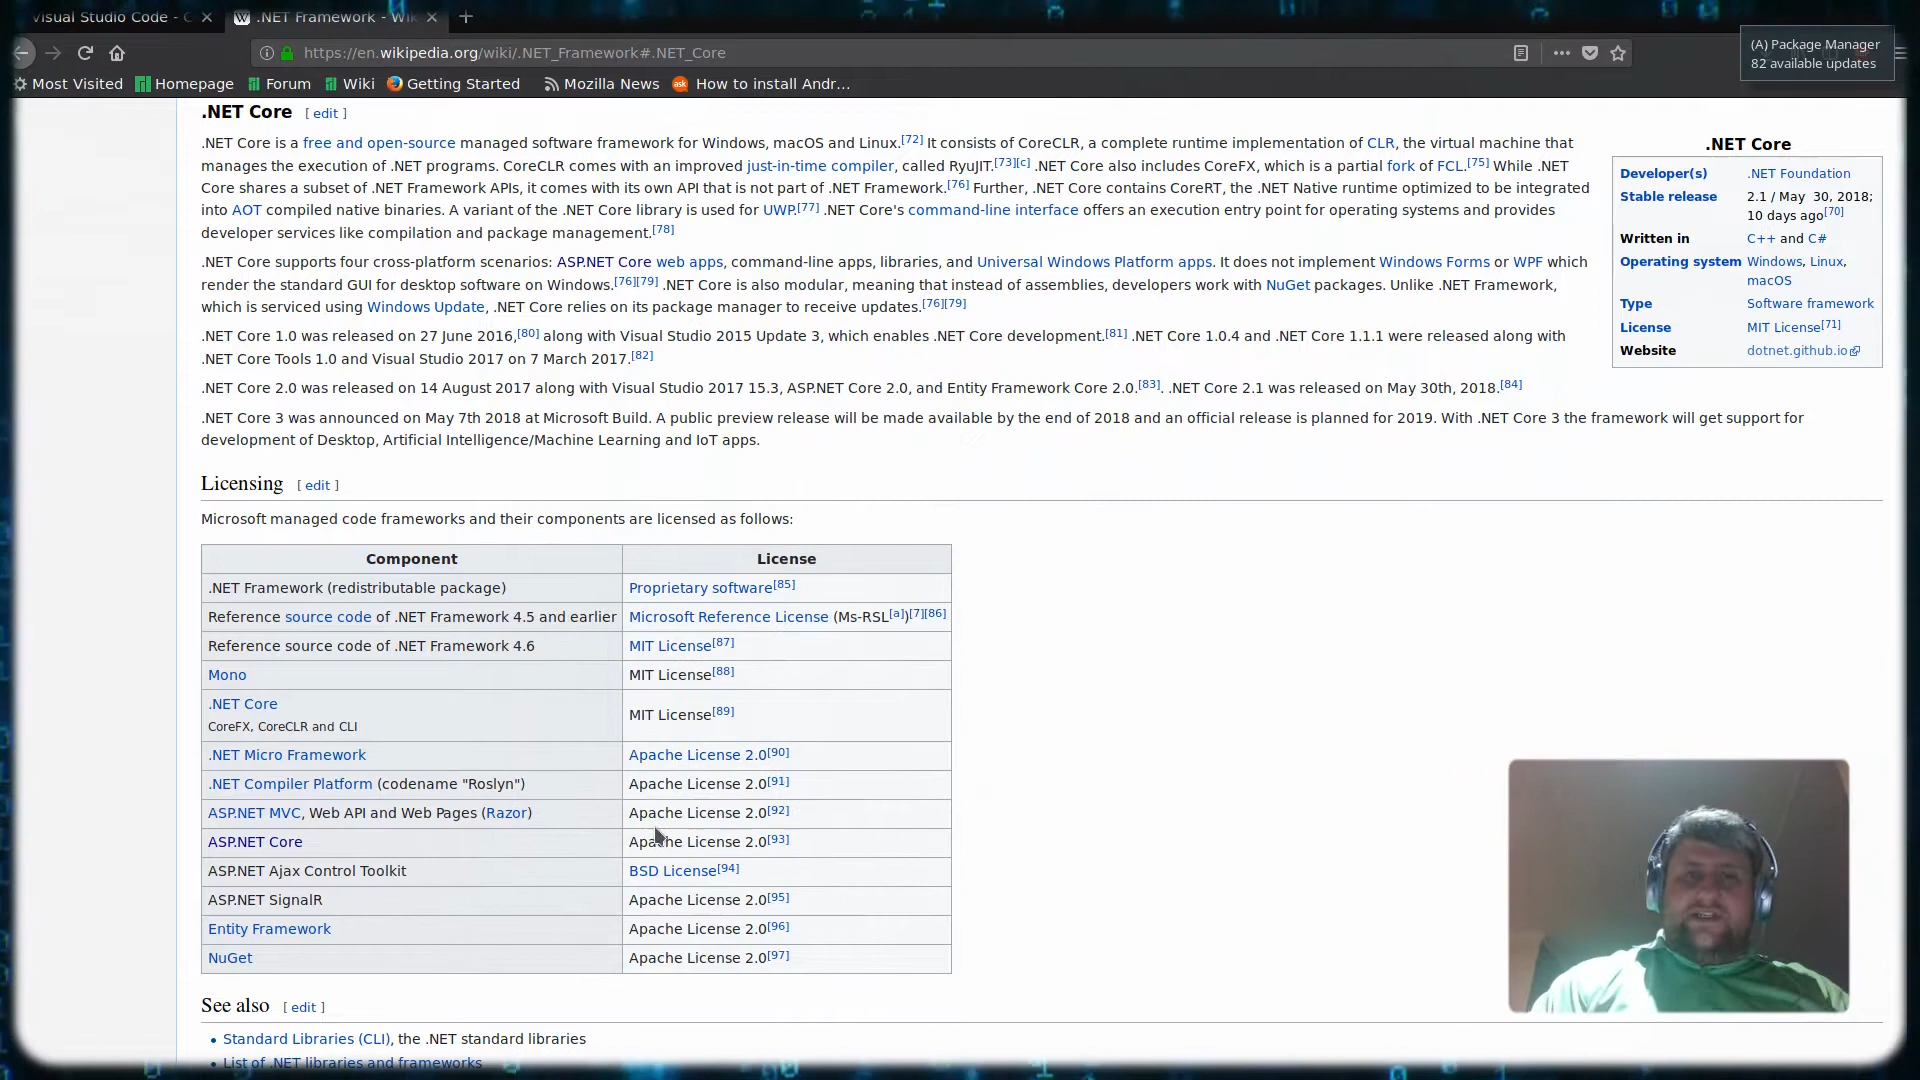 Visual Studio Code - C
.NET Framework - Wik
https://en.wikipedia.org/wiki/.NET_Framework#.NET_Core
(A) Package Manager
82 available updates
Most Visited Homepage Forum Wiki Getting Started Mozilla News How to install Andr...
.NET Core [ edit ]
.NET Core is a free and open-source managed software framework for Windows, macOS and Linux.[72] It consists of CoreCLR, a complete runtime implementation of CLR, the virtual machine that
manages the execution of .NET programs. CoreCLR comes with an improved just-in-time compiler, called RyuJIT.[73][c] .NET Core also includes CoreFX, which is a partial fork of FCL.[75] While .NET
Core shares a subset of .NET Framework APIs, it comes with its own API that is not part of .NET Framework.[76] Further, .NET Core contains CoreRT, the .NET Native runtime optimized to be integrated
into AOT compiled native binaries. A variant of the .NET Core library is used for UWP.[77] .NET Core's command-line interface offers an execution entry point for operating systems and provides
developer services like compilation and package management.[78]
.NET Core supports four cross-platform scenarios: ASP.NET Core web apps, command-line apps, libraries, and Universal Windows Platform apps. It does not implement Windows Forms or WPF which
render the standard GUI for desktop software on Windows.[76][79] .NET Core is also modular, meaning that instead of assemblies, developers work with NuGet packages. Unlike .NET Framework,
which is serviced using Windows Update, .NET Core relies on its package manager to receive updates.[76][79]
.NET Core 1.0 was released on 27 June 2016,[80] along with Visual Studio 2015 Update 3, which enables .NET Core development.[81] .NET Core 1.0.4 and .NET Core 1.1.1 were released along with
.NET Core Tools 1.0 and Visual Studio 2017 on 7 March 2017.[82]
.NET Core 2.0 was released on 14 August 2017 along with Visual Studio 2017 15.3, ASP.NET Core 2.0, and Entity Framework Core 2.0.[83]. .NET Core 2.1 was released on May 30th, 2018.[84]
.NET Core 3 was announced on May 7th 2018 at Microsoft Build. A public preview release will be made available by the end of 2018 and an official release is planned for 2019. With .NET Core 3 the framework will get support for
development of Desktop, Artificial Intelligence/Machine Learning and IoT apps.
.NET Core
Developer(s) .NET Foundation
Stable release 2.1 / May 30, 2018;
10 days ago[70]
Written in C++ and C#
Operating system Windows, Linux,
macOS
Type Software framework
License MIT License[71]
Website dotnet.github.io
Licensing [ edit ]
Microsoft managed code frameworks and their components are licensed as follows:
Component License
.NET Framework (redistributable package) Proprietary software[85]
Reference source code of .NET Framework 4.5 and earlier Microsoft Reference License (Ms-RSL[a])[7][86]
Reference source code of .NET Framework 4.6 MIT License[87]
Mono MIT License[88]
.NET Core
CoreFX, CoreCLR and CLI MIT License[89]
.NET Micro Framework Apache License 2.0[90]
.NET Compiler Platform (codename "Roslyn") Apache License 2.0[91]
ASP.NET MVC, Web API and Web Pages (Razor) Apache License 2.0[92]
ASP.NET Core Apache License 2.0[93]
ASP.NET Ajax Control Toolkit BSD License[94]
ASP.NET SignalR Apache License 2.0[95]
Entity Framework Apache License 2.0[96]
NuGet Apache License 2.0[97]
See also [ edit ]
Standard Libraries (CLI), the .NET standard libraries
List of .NET libraries and frameworks